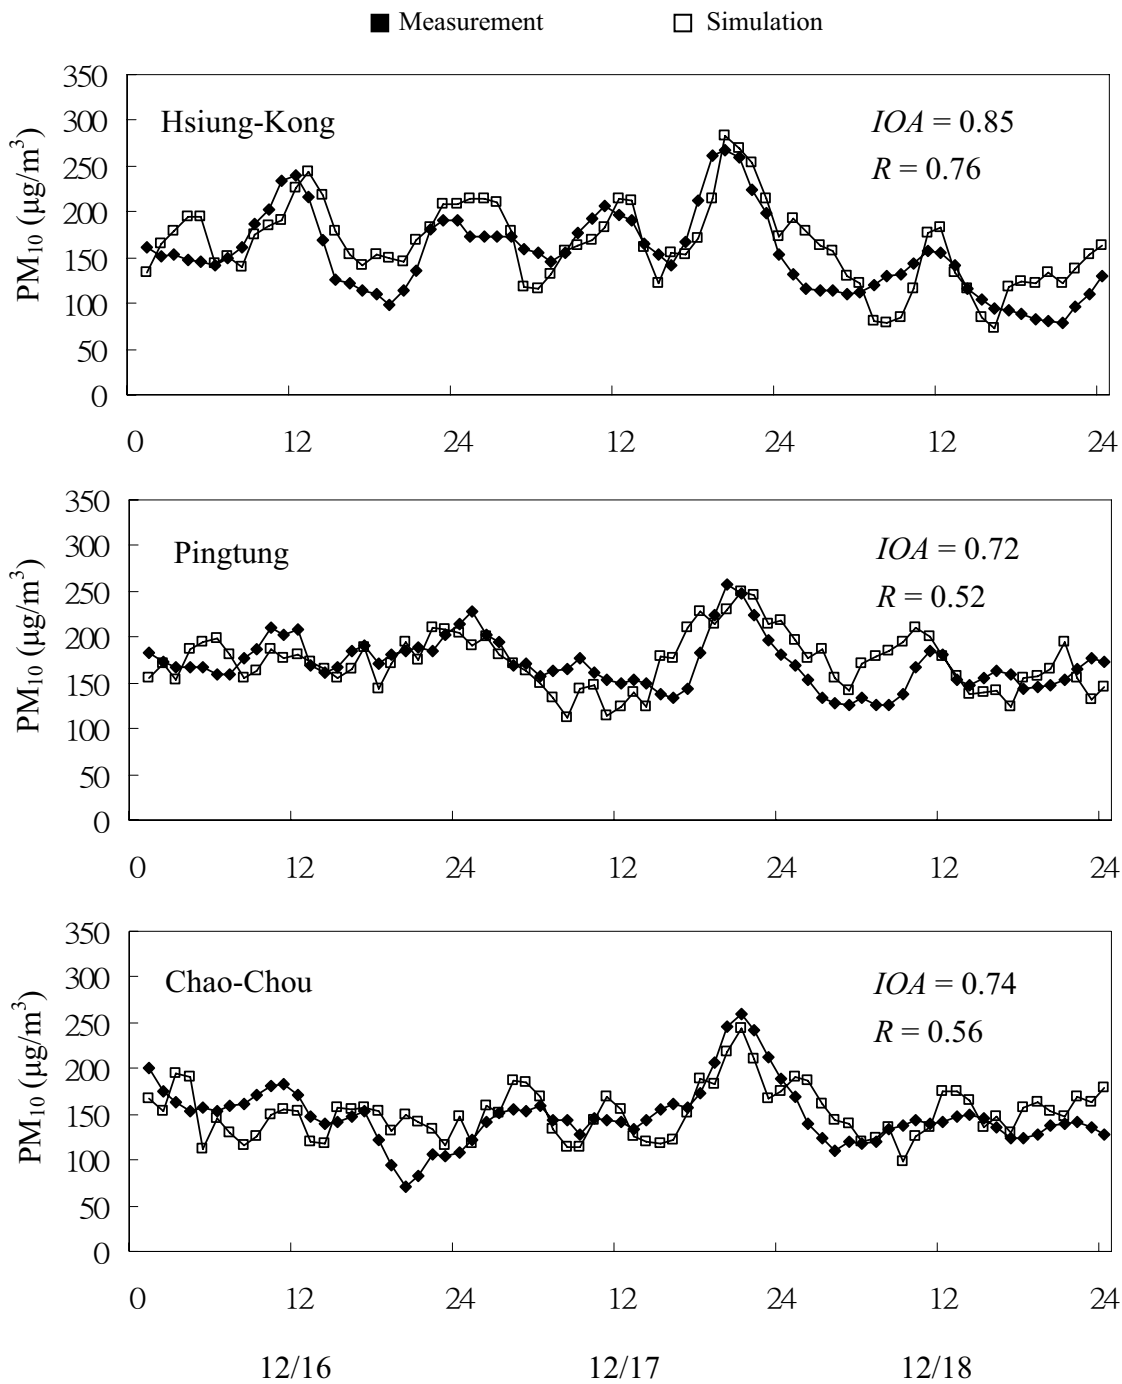 Measurement Simulation
350
300
250
200
150
100
50
0
PM10 (μg/m3)
Hsiung-Kong
IOA = 0.85
R = 0.76
0 12 24 12 24 12 24
350
300
250
200
150
100
50
0
PM10 (μg/m3)
Pingtung
IOA = 0.72
R = 0.52
0 12 24 12 24 12 24
350
300
250
200
150
100
50
0
PM10 (μg/m3)
Chao-Chou
IOA = 0.74
R = 0.56
0 12 24 12 24 12 24
12/16 12/17 12/18